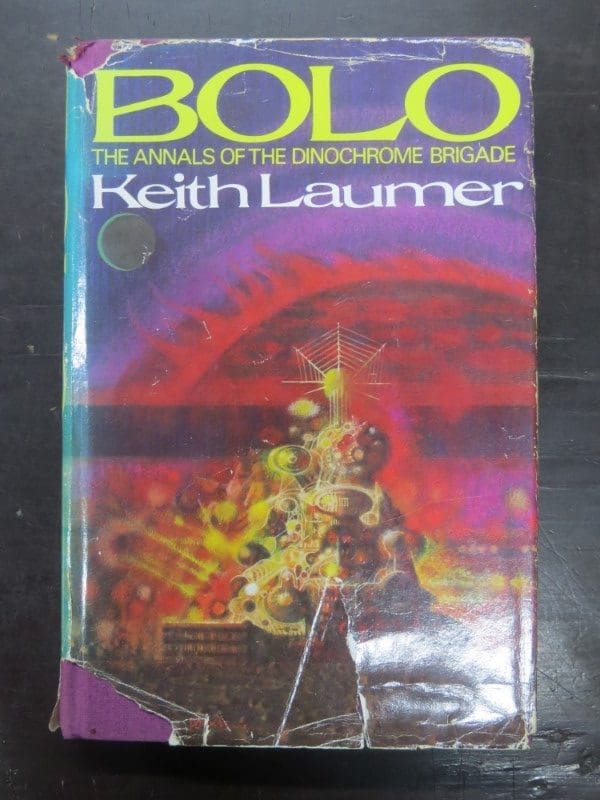 BOLO
THE ANNALS OF THE DINOCHROME BRIGADE
Keith Laumer